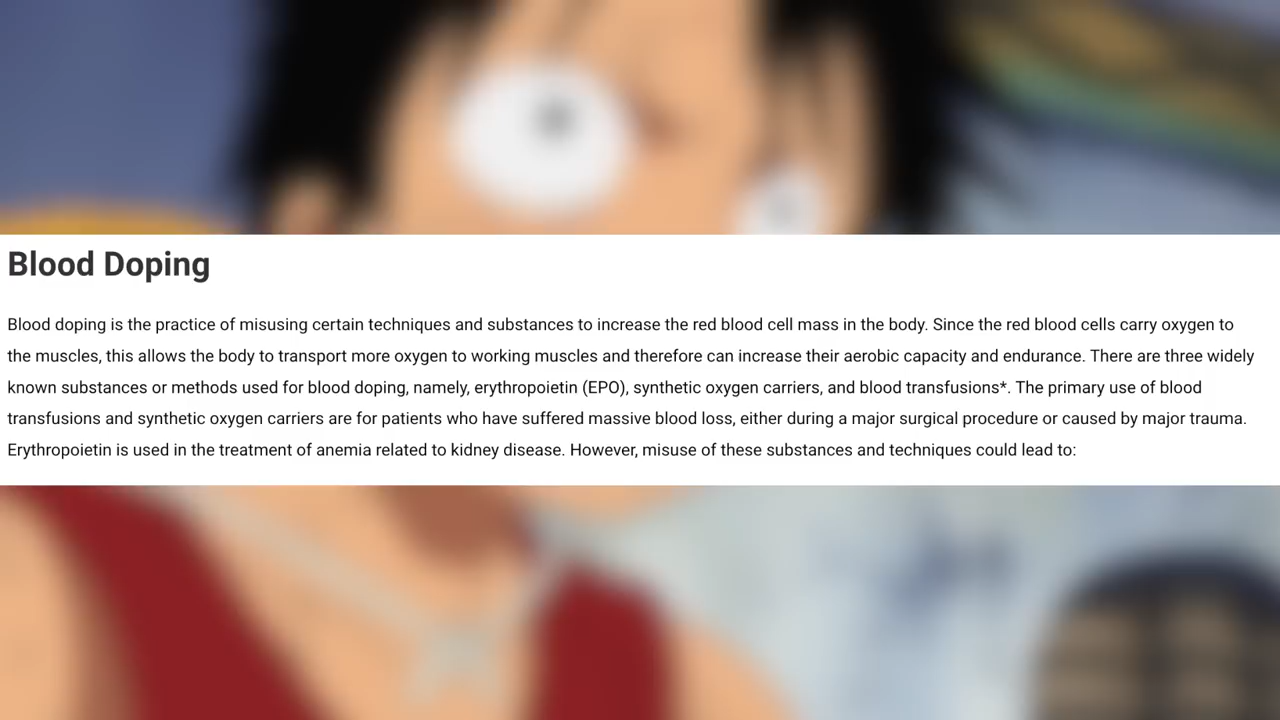 Blood Doping
Blood doping is the practice of misusing certain techniques and substances to increase the red blood cell mass in the body. Since the red blood cells carry oxygen to
the muscles, this allows the body to transport more oxygen to working muscles and therefore can increase their aerobic capacity and endurance. There are three widely
known substances or methods used for blood doping, namely, erythropoietin (EPO), synthetic oxygen carriers, and blood transfusions*. The primary use of blood
transfusions and synthetic oxygen carriers are for patients who have suffered massive blood loss, either during a major surgical procedure or caused by major trauma.
Erythropoietin is used in the treatment of anemia related to kidney disease. However, misuse of these substances and techniques could lead to: